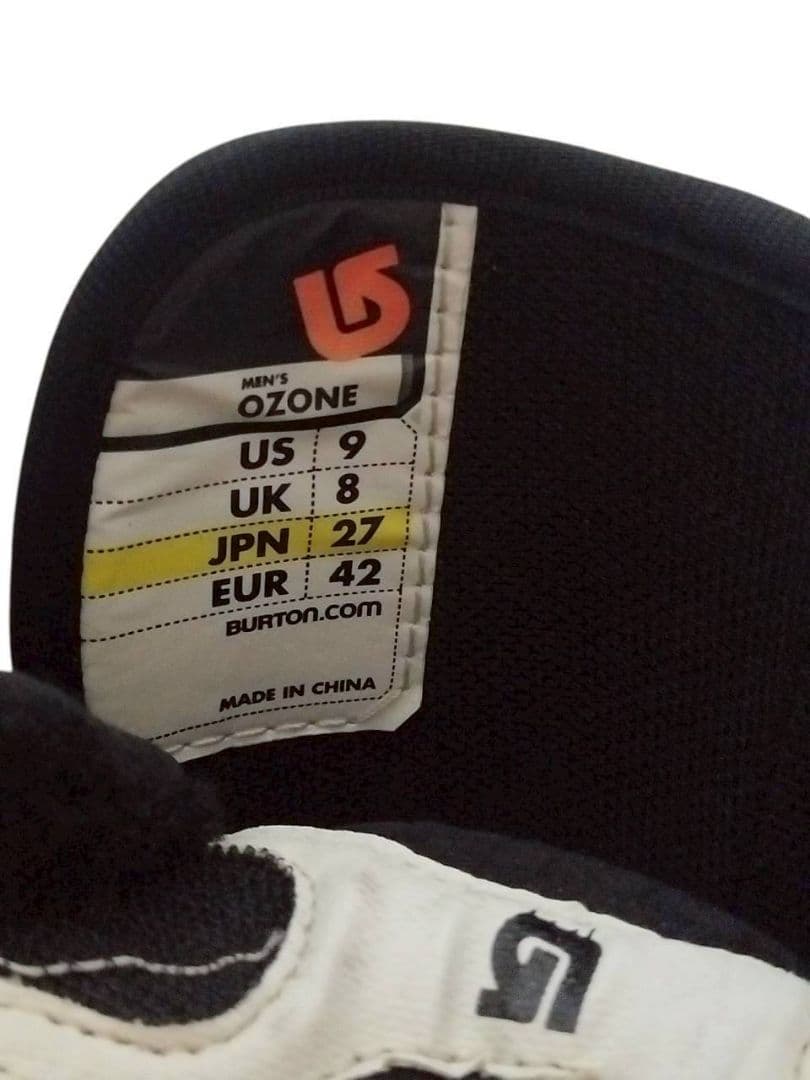 MEN'S
OZONE
US 9
UK 8
JPN 27
EUR 42
BURTON.COM
MADE IN CHINA